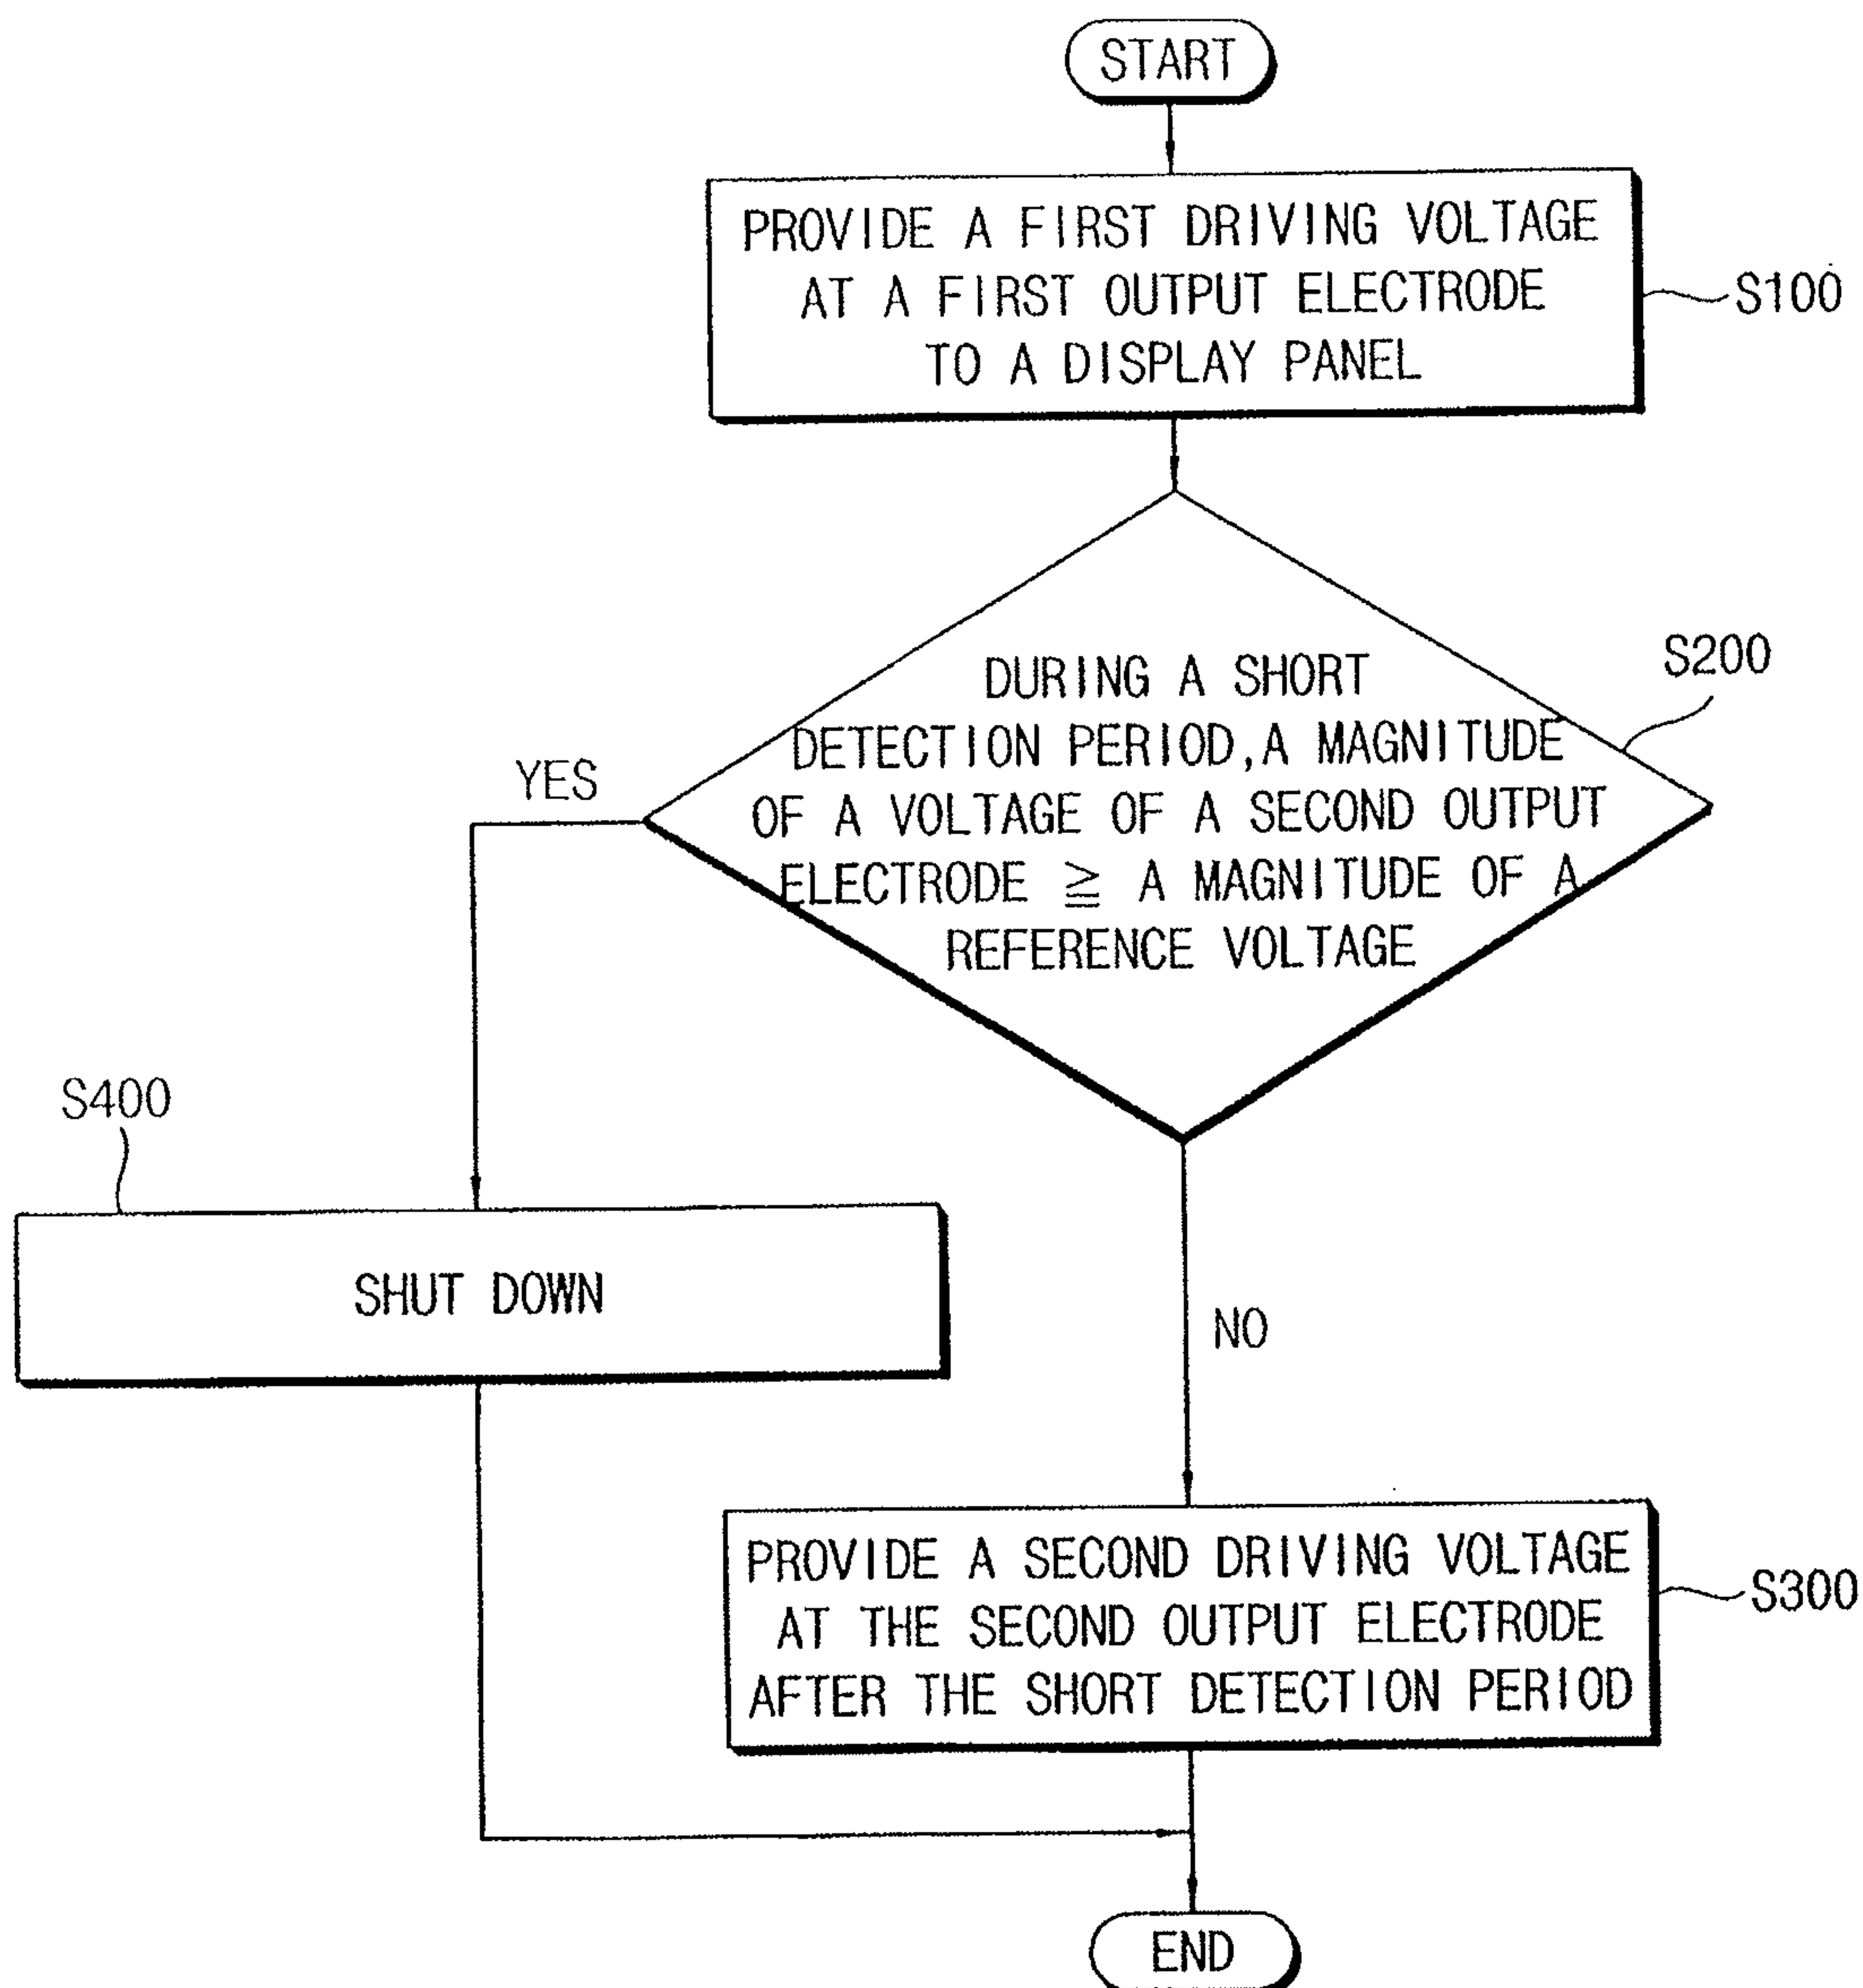 START
PROVIDE A FIRST DRIVING VOLTAGE
AT A FIRST OUTPUT ELECTRODE
TO A DISPLAY PANEL
S100
DURING A SHORT
DETECTION PERIOD, A MAGNITUDE
OF A VOLTAGE OF A SECOND OUTPUT
ELECTRODE ≧ A MAGNITUDE OF A
REFERENCE VOLTAGE
S200
YES
S400
SHUT DOWN
NO
PROVIDE A SECOND DRIVING VOLTAGE
AT THE SECOND OUTPUT ELECTRODE
AFTER THE SHORT DETECTION PERIOD
S300
END